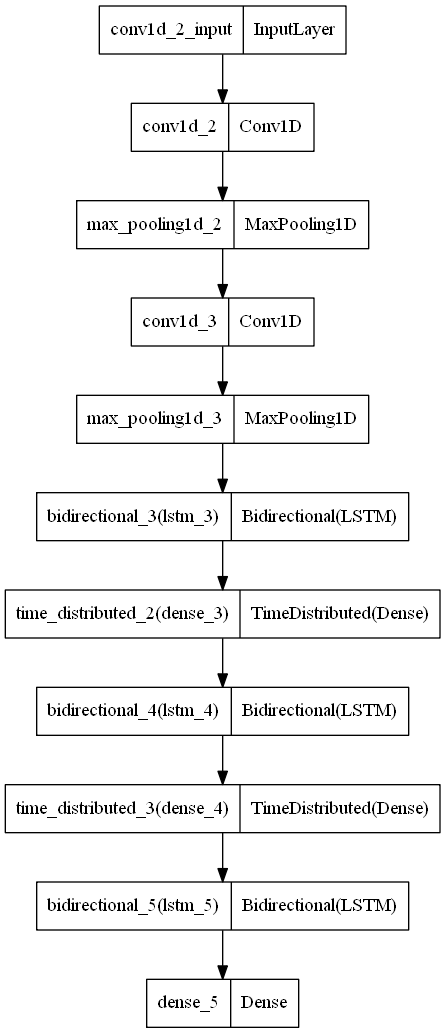 conv1d_2_input InputLayer
conv1d_2 Conv1D
max_pooling1d_2 MaxPooling1D
conv1d_3 Conv1D
max_pooling1d_3 MaxPooling1D
bidirectional_3(lstm_3) Bidirectional(LSTM)
time_distributed_2(dense_3) TimeDistributed(Dense)
bidirectional_4(lstm_4) Bidirectional(LSTM)
time_distributed_3(dense_4) TimeDistributed(Dense)
bidirectional_5(lstm_5) Bidirectional(LSTM)
dense_5 Dense